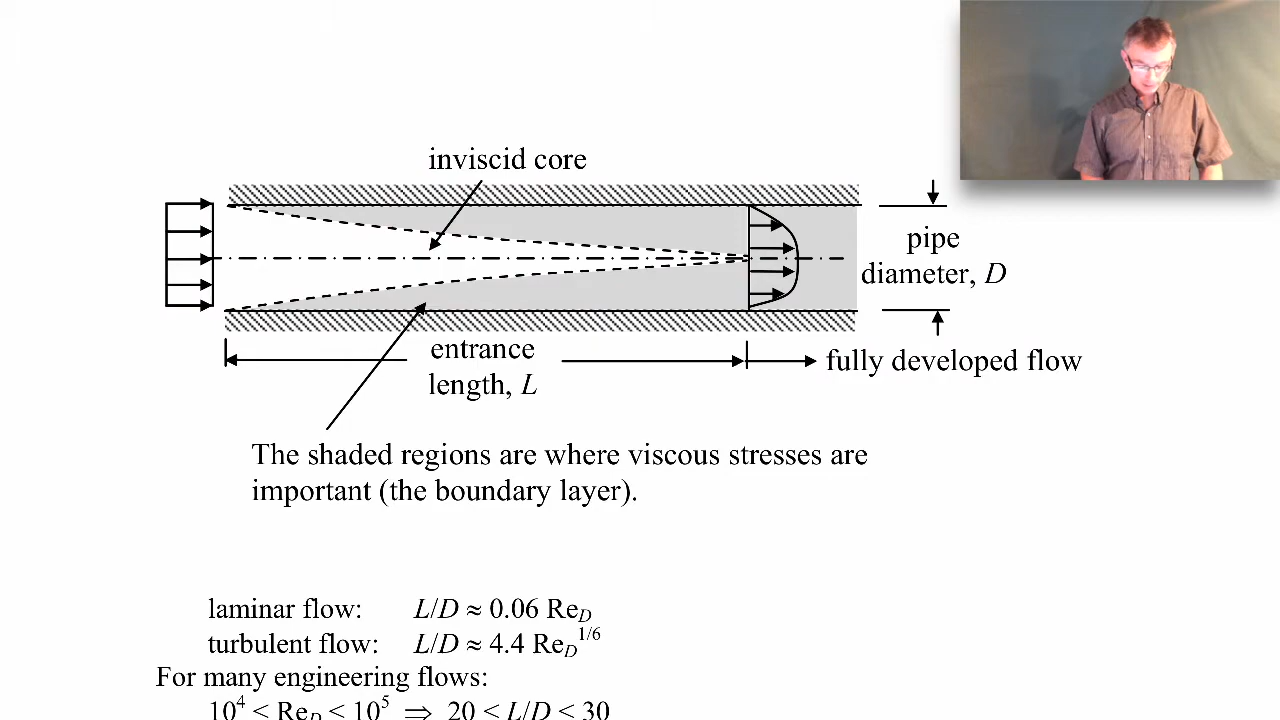 inviscid core
pipe
diameter, D
entrance
length, L
fully developed flow
The shaded regions are where viscous stresses are
important (the boundary layer).
laminar flow: L/D ≈ 0.06 Re_D
turbulent flow: L/D ≈ 4.4 Re_D^1/6
For many engineering flows:
10^4 < Re_D < 10^5 ⇒ 20 < L/D < 30